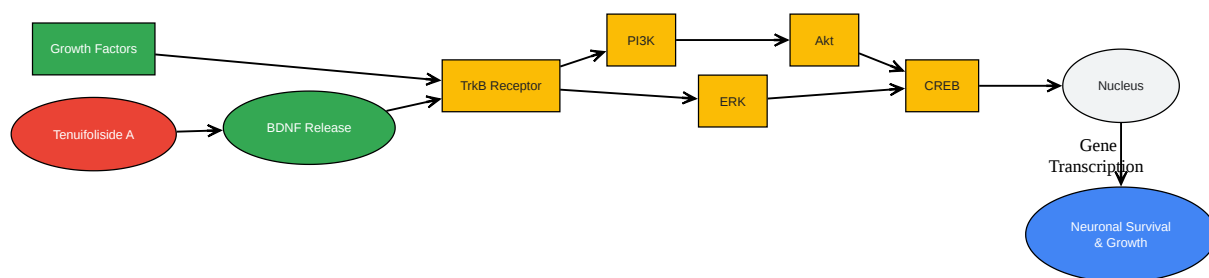 Growth Factors
Tenuifoliside A
BDNF Release
TrkB Receptor
PI3K
ERK
Akt
CREB
Nucleus
Gene
Transcription
Neuronal Survival
& Growth